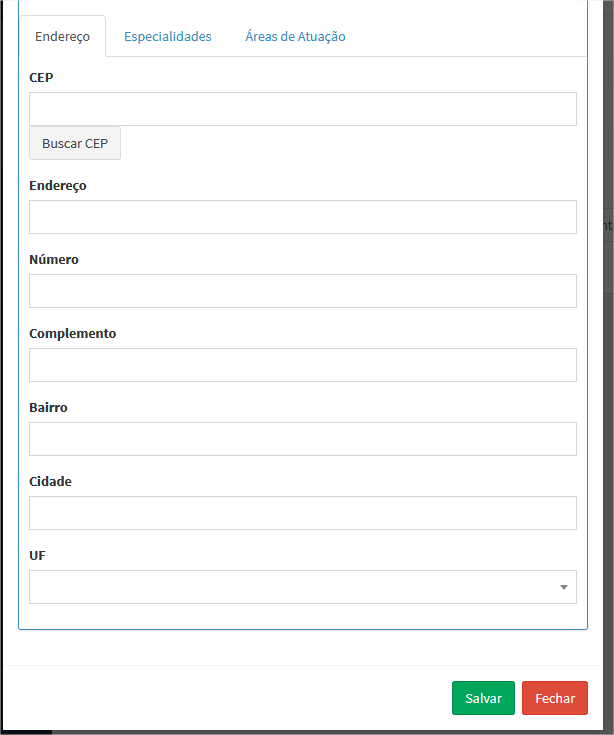 Endereço Especialidades Áreas de Atuação
CEP
Buscar CEP
Endereço
Número
Complemento
Bairro
Cidade
UF
Salvar Fechar